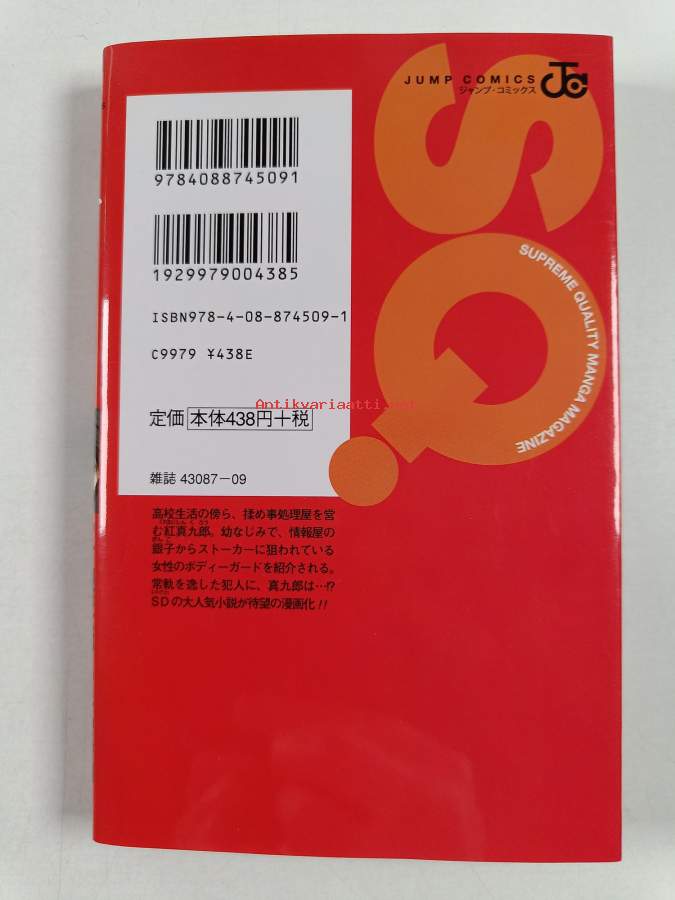 JUMP COMICS
ジャンプ・コミックス
SQ.
SUPREME QUALITY MANGA MAGAZINE
9784088745091
1929979004385
ISBN978-4-08-874509-1
C9979 ¥438E
Antikvariaatti.net
定価 本体438円+税
雑誌 43087-09
高校生活の傍ら、揉め事処理屋を営
む紅真九郎。幼なじみで、情報屋の
銀子からストーカーに狙われている
女性のボディーガードを紹介される。
常軌を逸した犯人に、真九郎は…!?
SDの大人気小説が待望の漫画化!!